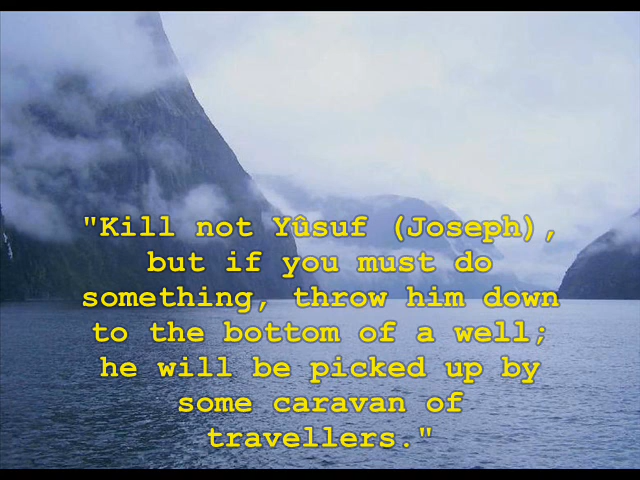 "Kill not Yûsuf (Joseph),
but if you must do
something, throw him down
to the bottom of a well;
he will be picked up by
some caravan of
travellers."